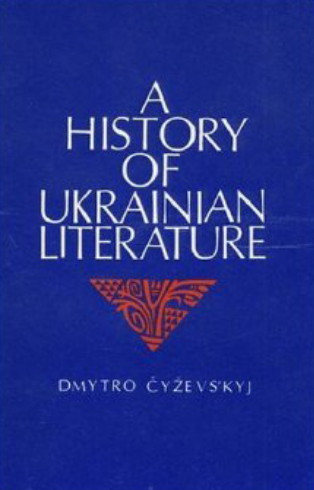 A
HISTORY
OF
UKRAINIAN
LITERATURE
DMYTRO ČYŽEVS'KYJ